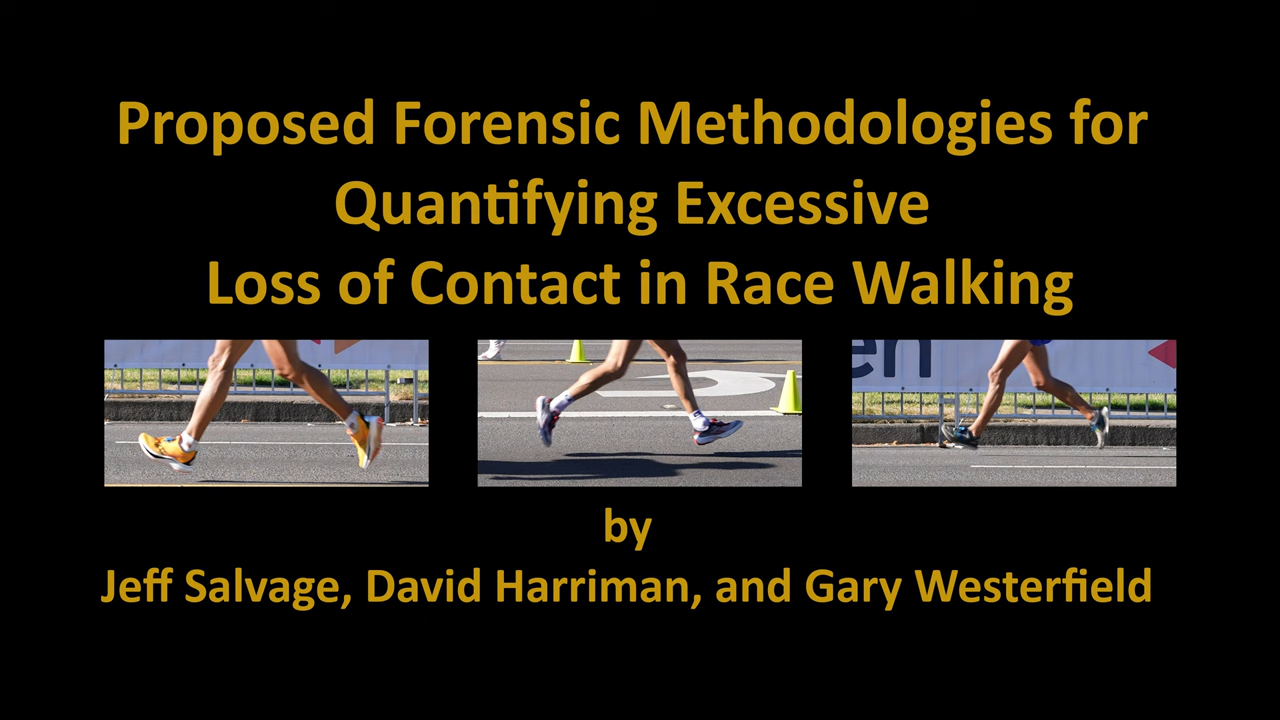 Proposed Forensic Methodologies for
Quantifying Excessive
Loss of Contact in Race Walking
en
by
Jeff Salvage, David Harriman, and Gary Westerfield